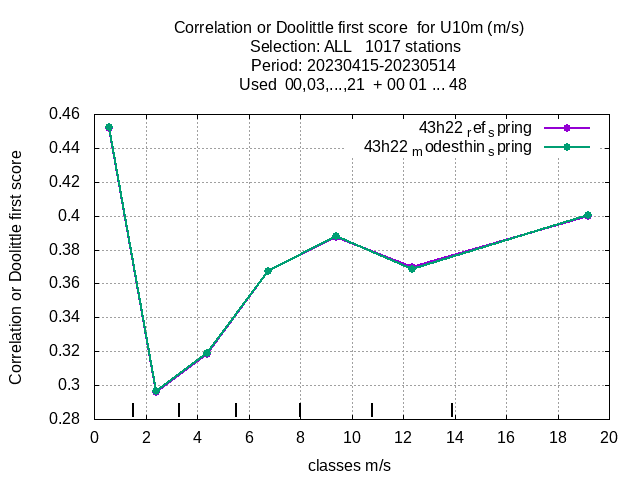 Correlation or Doolittle first score for U10m (m/s)
Selection: ALL 1017 stations
Period: 20230415-20230514
Used 00,03,...,21 + 00 01 ... 48
43h22 ref spring
43h22 modesthin spring
Correlation or Doolittle first score
0.46
0.44
0.42
0.4
0.38
0.36
0.34
0.32
0.3
0.28
0 2 4 6 8 10 12 14 16 18 20
classes m/s